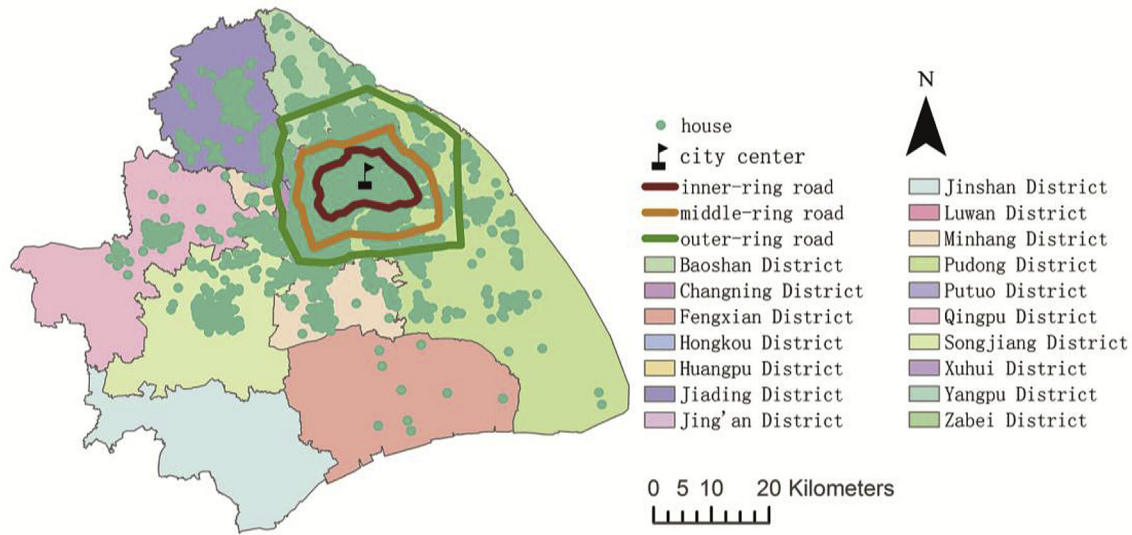 N
house
city center
inner-ring road
middle-ring road
outer-ring road
Baoshan District
Changning District
Fengxian District
Hongkou District
Huangpu District
Jiading District
Jing'an District
Jinshan District
Luwan District
Minhang District
Pudong District
Putuo District
Qingpu District
Songjiang District
Xuhui District
Yangpu District
Zabei District
0 5 10 20 Kilometers